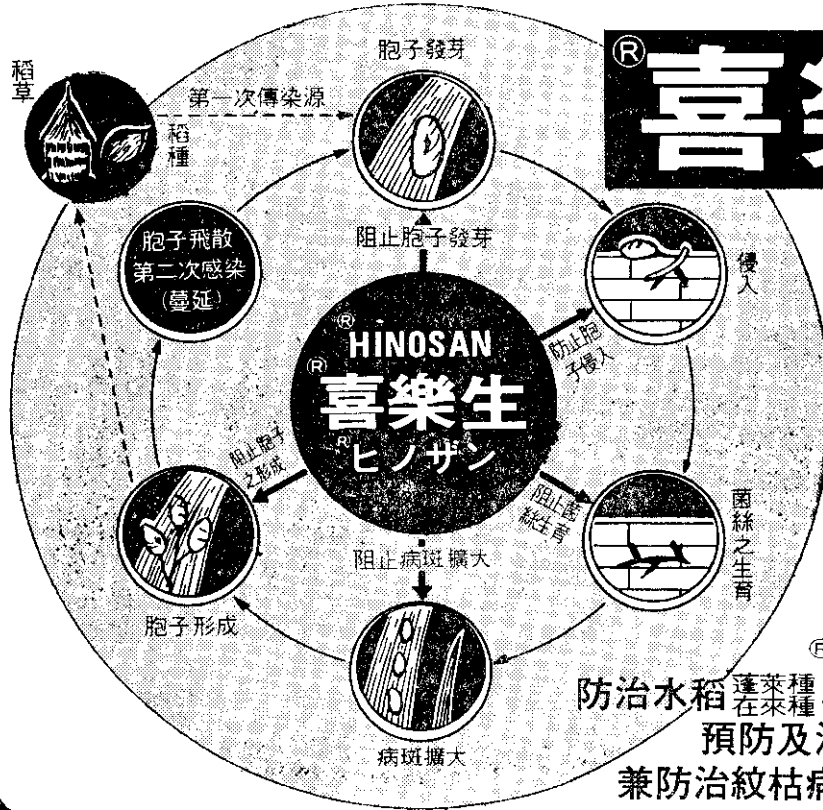 稻草
稻種
第一次傳染源
胞子發芽
®喜
阻止胞子發芽
侵入
防止胞
子侵入
胞子飛散
第二次感染
(蔓延)
®
HINOSAN
®
喜樂生
®
ヒノザン
阻止胞子
之形成
阻止菌
絲生育
菌絲之生育
阻止病斑擴大
胞子形成
病斑擴大
®
防治水稻蓬萊種
在來種
預防及
兼防治紋枯病